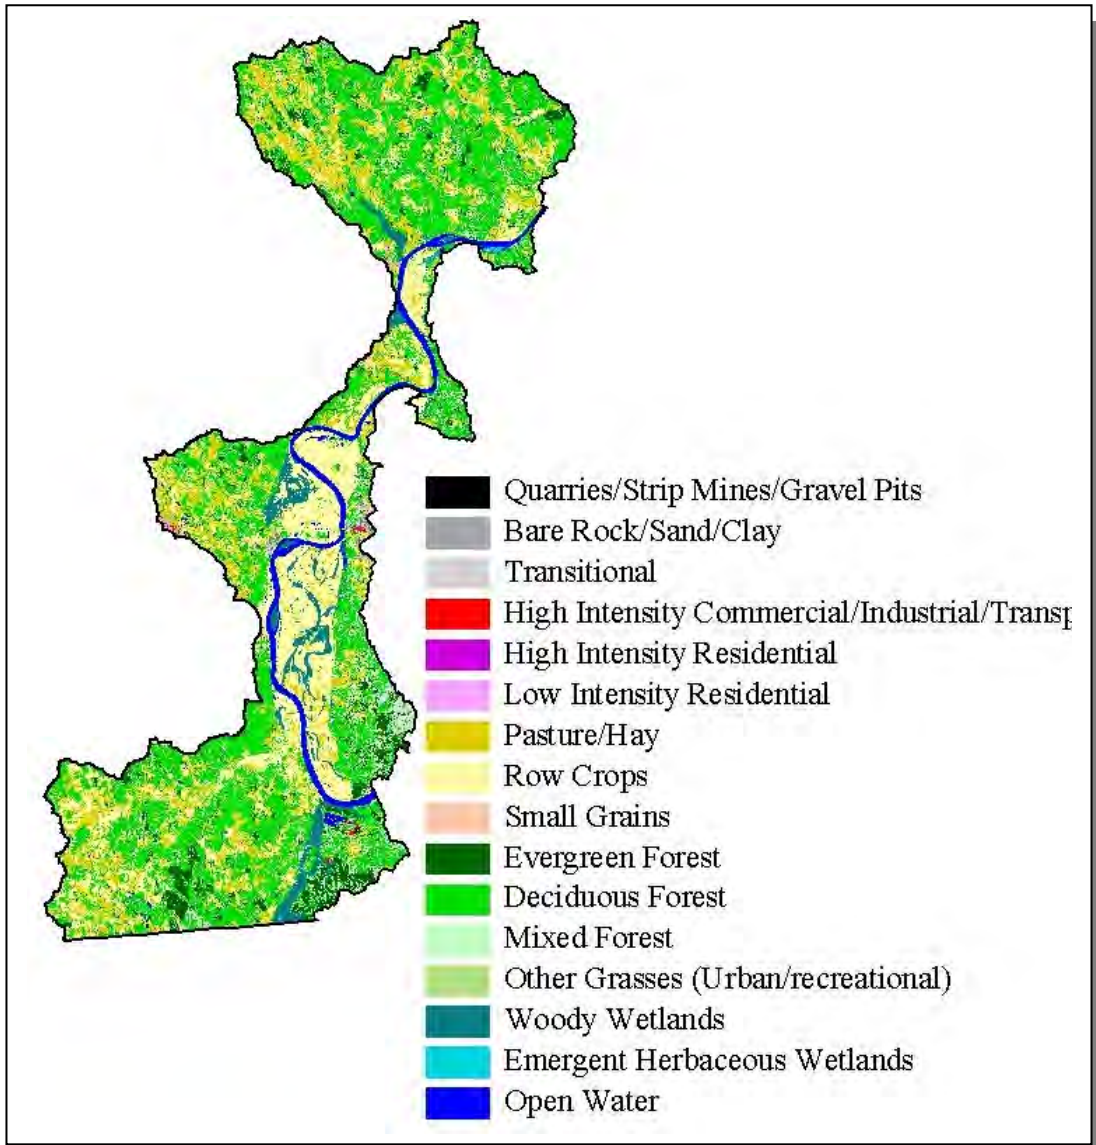 Quarries/Strip Mines/Gravel Pits
Bare Rock/Sand/Clay
Transitional
High Intensity Commercial/Industrial/Transp
High Intensity Residential
Low Intensity Residential
Pasture/Hay
Row Crops
Small Grains
Evergreen Forest
Deciduous Forest
Mixed Forest
Other Grasses (Urban/recreational)
Woody Wetlands
Emergent Herbaceous Wetlands
Open Water